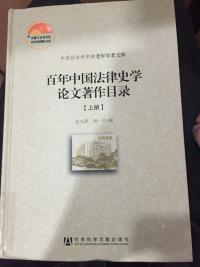 中国社会科学院老年学者文库
百年中国法律史学
论文著作目录
【上册】
社会科学文献出版社